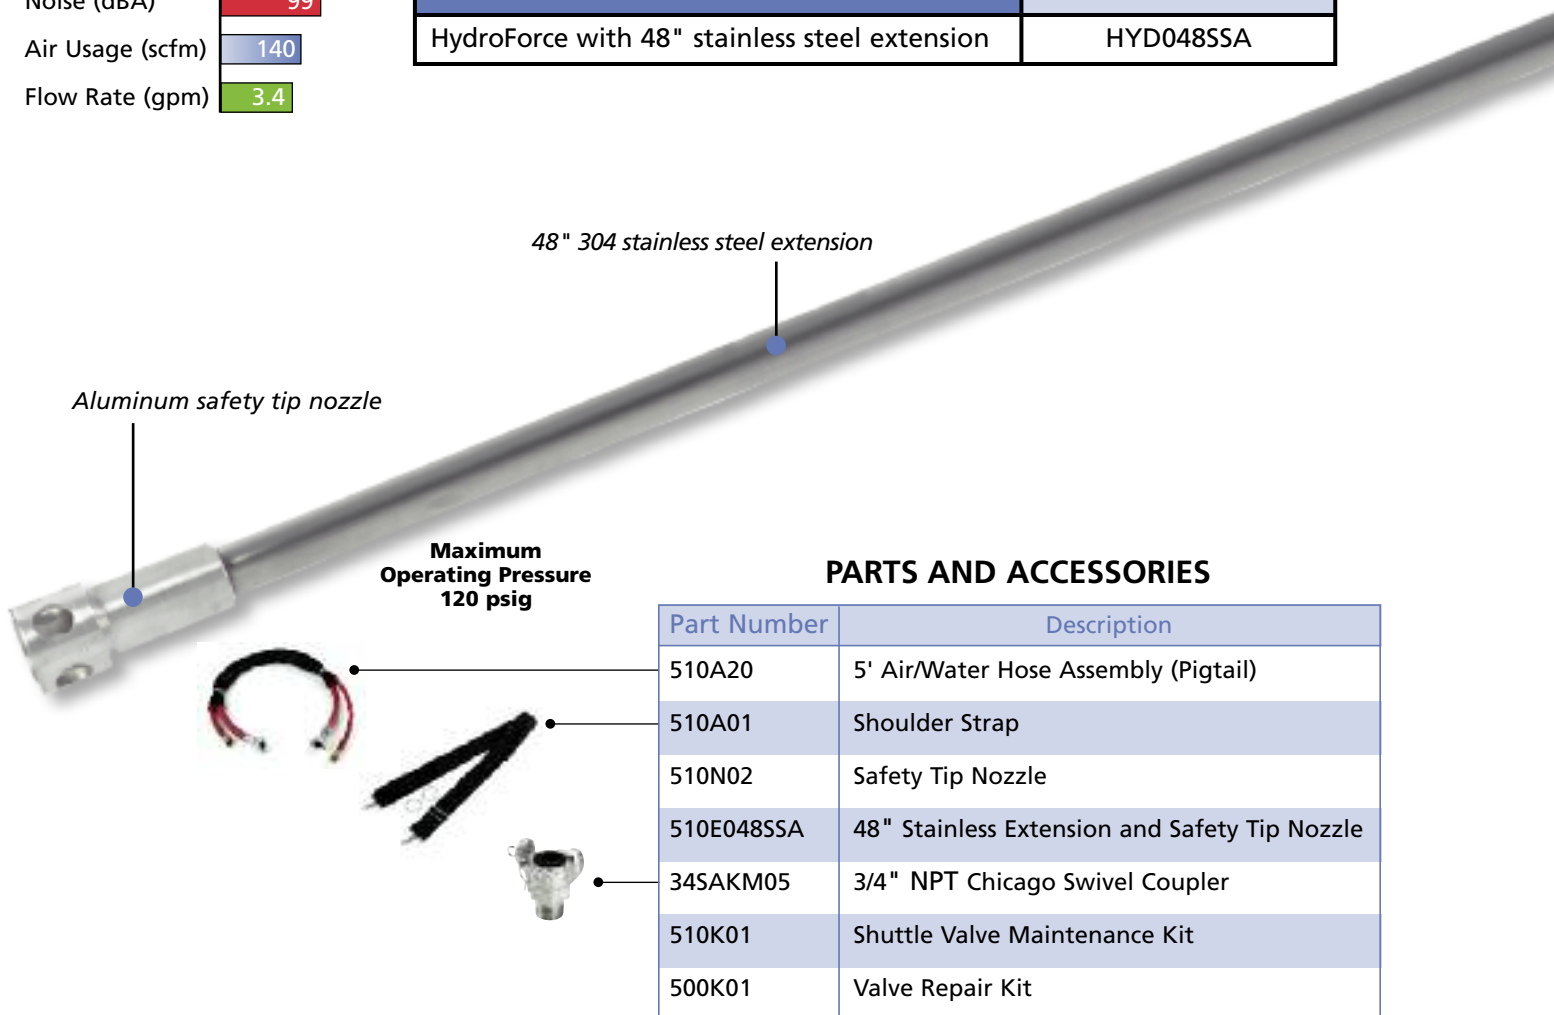 Noise (dBA) 99
Air Usage (scfm) 140
Flow Rate (gpm) 3.4
HydroForce with 48" stainless steel extension HYD048SSA
48" 304 stainless steel extension
Aluminum safety tip nozzle
Maximum
Operating Pressure
120 psig
PARTS AND ACCESSORIES
Part Number Description
510A20 5' Air/Water Hose Assembly (Pigtail)
510A01 Shoulder Strap
510N02 Safety Tip Nozzle
510E048SSA 48" Stainless Extension and Safety Tip Nozzle
34SAKM05 3/4" NPT Chicago Swivel Coupler
510K01 Shuttle Valve Maintenance Kit
500K01 Valve Repair Kit